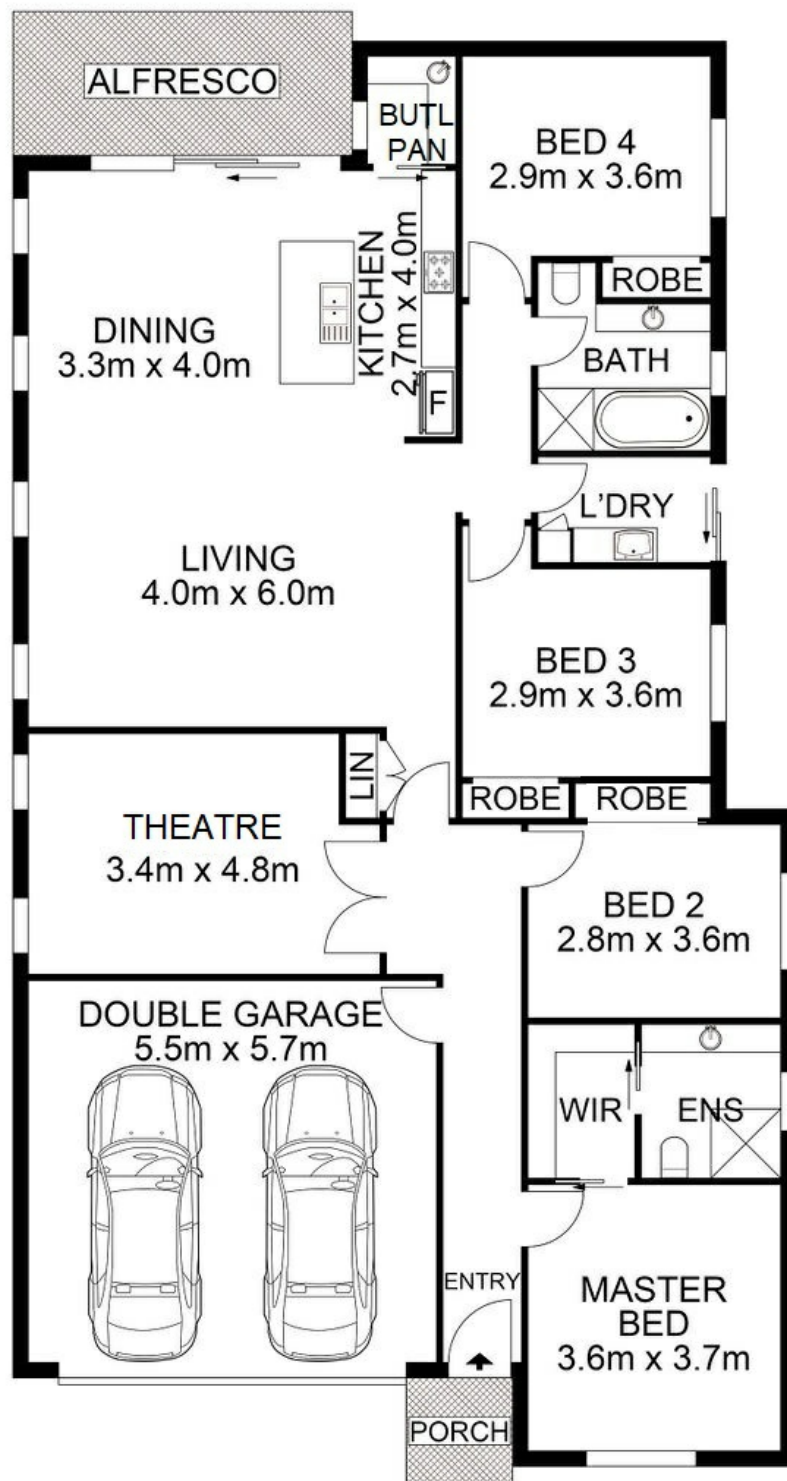 ALFRESCO
BUTL
PAN
BED 4
2.9m x 3.6m
ROBE
KITCHEN
2.7m x 4.0m
DINING
3.3m x 4.0m
BATH
F
L'DRY
LIVING
4.0m x 6.0m
BED 3
2.9m x 3.6m
LIN
ROBE
ROBE
THEATRE
3.4m x 4.8m
BED 2
2.8m x 3.6m
DOUBLE GARAGE
5.5m x 5.7m
WIR
ENS
ENTRY
MASTER
BED
3.6m x 3.7m
PORCH